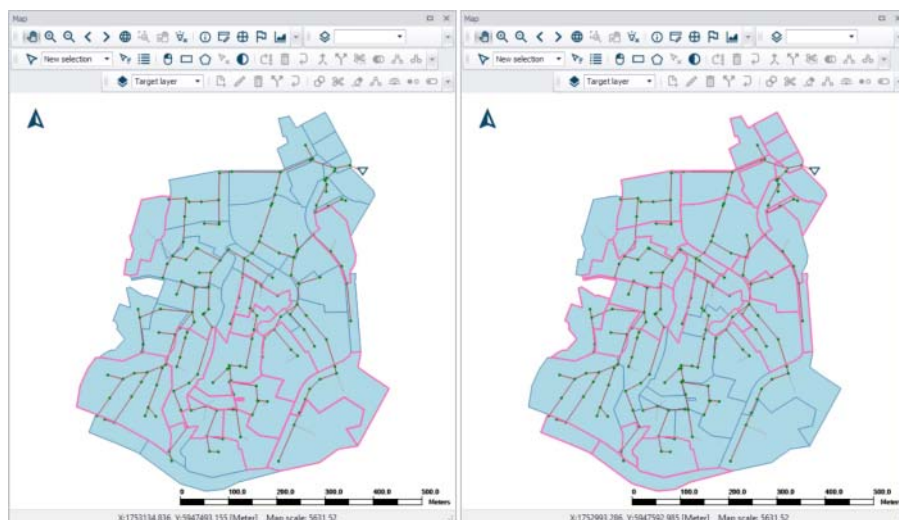 Map
New selection
Target layer
0 100.0 200.0 300.0 400.0 500.0
Meters
X:1753134.836, Y:5947493.155 [Meter] Map scale: 5631.52
Map
New selection
Target layer
0 100.0 200.0 300.0 400.0 500.0
Meters
X:1752993.286, Y:5947592.985 [Meter] Map scale: 5631.52